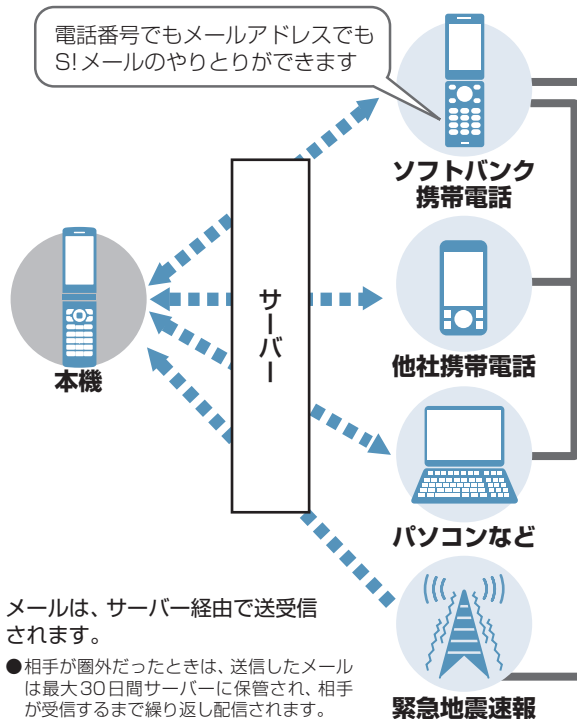 電話番号でもメールアドレスでも
S!メールのやりとりができます
ソフトバンク
携帯電話
サーバー
本機
他社携帯電話
パソコンなど
メールは、サーバー経由で送受信
されます。
●相手が圏外だったときは、送信したメール
は最大30日間サーバーに保管され、相手
が受信するまで繰り返し配信されます。
緊急地震速報